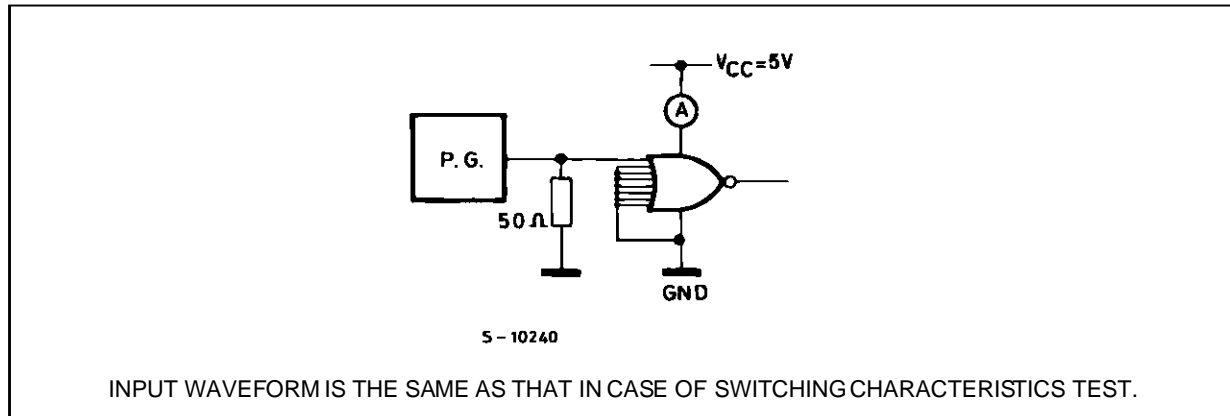 VCC=5V
A
P. G.
50 Ω
GND
S-10240
INPUT WAVEFORM IS THE SAME AS THAT IN CASE OF SWITCHING CHARACTERISTICS TEST.